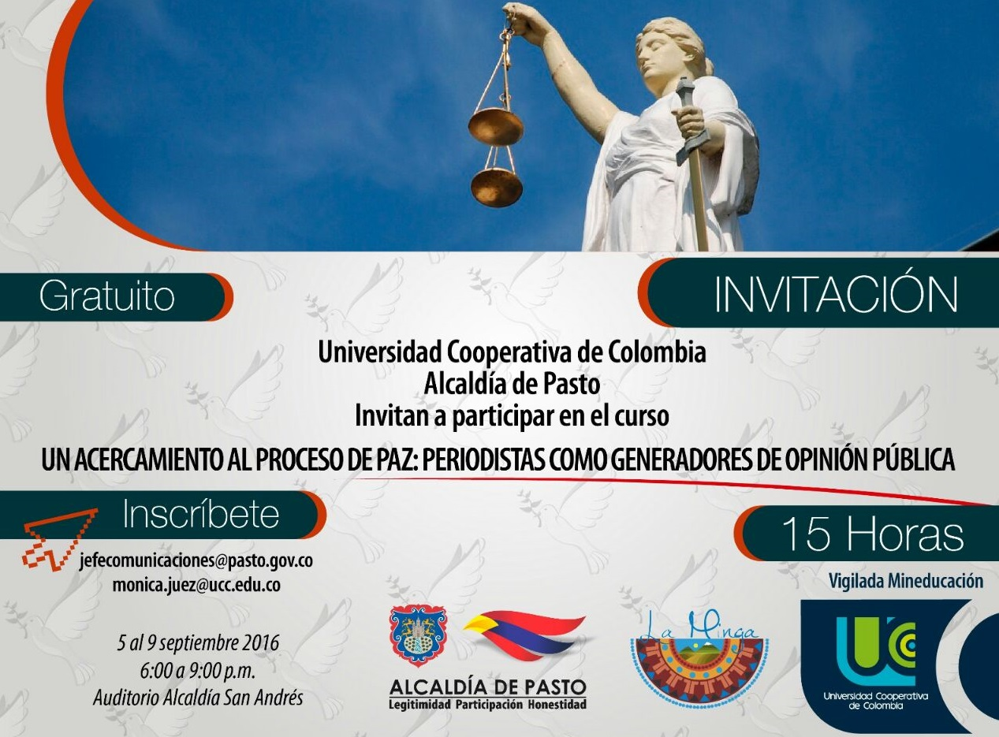 Gratuito
INVITACIÓN
Universidad Cooperativa de Colombia
Alcaldía de Pasto
Invitan a participar en el curso
UN ACERCAMIENTO AL PROCESO DE PAZ: PERIODISTAS COMO GENERADORES DE OPINIÓN PÚBLICA
Inscríbete
jefecomunicaciones@pasto.gov.co
monica.juez@ucc.edu.co
15 Horas
Vigilada Mineducación
5 al 9 septiembre 2016
6:00 a 9:00 p.m.
Auditorio Alcaldía San Andrés
ALCALDÍA DE PASTO
Legitimidad Participación Honestidad
La Minga
UCC
Universidad Cooperativa
de Colombia